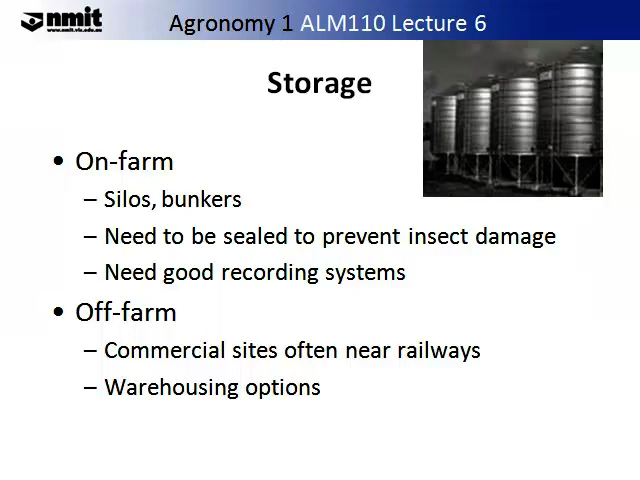 nmit
www.nmit.vic.edu.au
Agronomy 1 ALM110 Lecture 6
Storage
• On-farm
– Silos, bunkers
– Need to be sealed to prevent insect damage
– Need good recording systems
• Off-farm
– Commercial sites often near railways
– Warehousing options